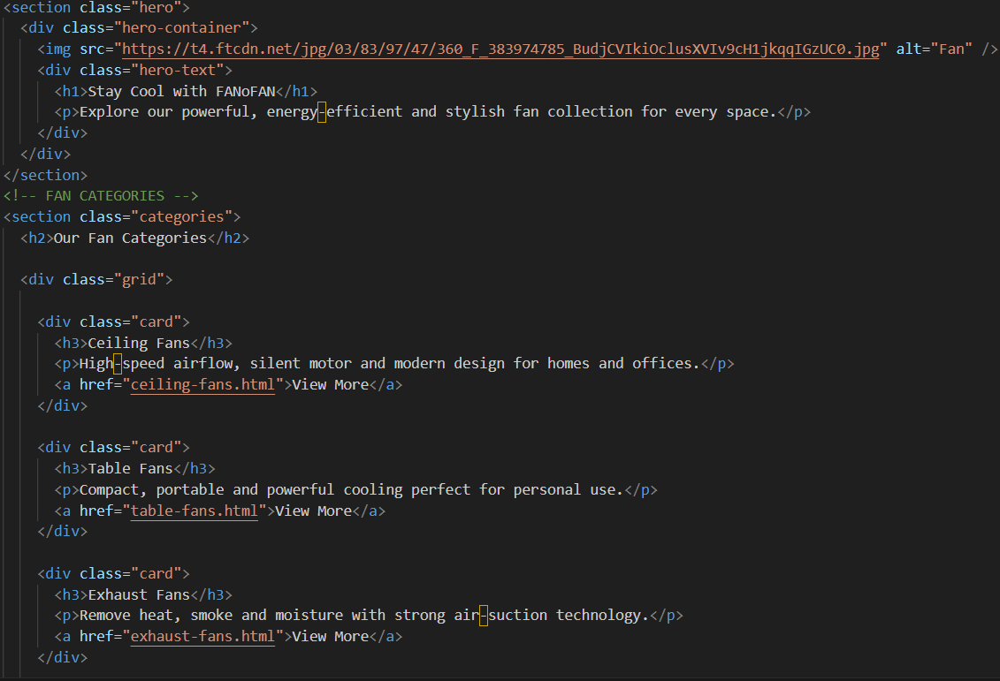 <section class="hero">
  <div class="hero-container">
    <img src="https://t4.ftcdn.net/jpg/03/83/97/47/360_F_383974785_BudjCVIkiOclusXVIv9cH1jkqqIGzUC0.jpg" alt="Fan" />
    <div class="hero-text">
      <h1>Stay Cool with FANoFAN</h1>
      <p>Explore our powerful, energy‑efficient and stylish fan collection for every space.</p>
    </div>
  </div>
</section>
<!-- FAN CATEGORIES -->
<section class="categories">
  <h2>Our Fan Categories</h2>

  <div class="grid">

    <div class="card">
      <h3>Ceiling Fans</h3>
      <p>High‑speed airflow, silent motor and modern design for homes and offices.</p>
      <a href="ceiling-fans.html">View More</a>
    </div>

    <div class="card">
      <h3>Table Fans</h3>
      <p>Compact, portable and powerful cooling perfect for personal use.</p>
      <a href="table-fans.html">View More</a>
    </div>

    <div class="card">
      <h3>Exhaust Fans</h3>
      <p>Remove heat, smoke and moisture with strong air‑suction technology.</p>
      <a href="exhaust-fans.html">View More</a>
    </div>